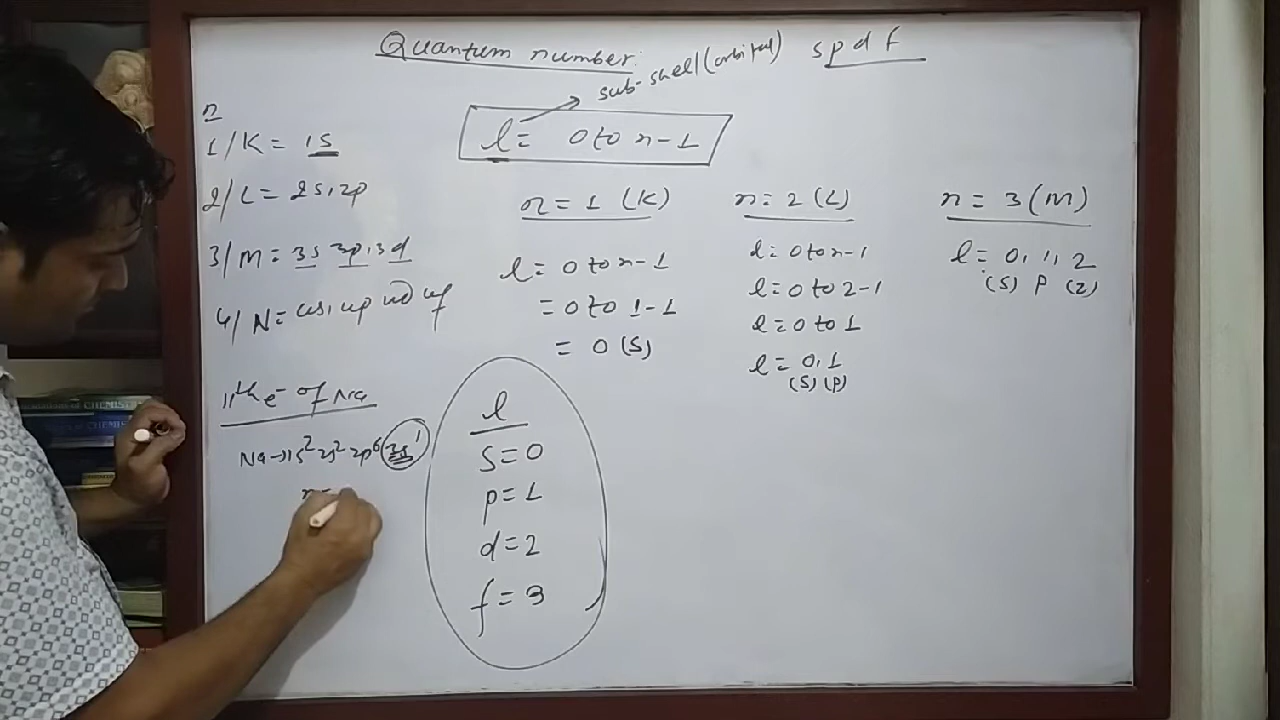 Quantum number: s p d f
sub-shell (orbital)
n
1/K = 1s
2/L = 2s, 2p
3/M = 3s 3p, 3d
4/N = 4s, 4p 4d 4f
l = 0 to n-1
n = 1 (K)
l = 0 to n-1
= 0 to 1-1
= 0 (S)
n = 2 (L)
l = 0 to n-1
l = 0 to 2-1
l = 0 to 1
l = 0, 1
(S) (P)
n = 3 (M)
l = 0, 1, 2
(S) P (2)
11th e- of Na
Na→1s² 2s² 2p⁶ 3s¹
n=
l
S = 0
p = 1
d = 2
f = 3
CHEMISTRY